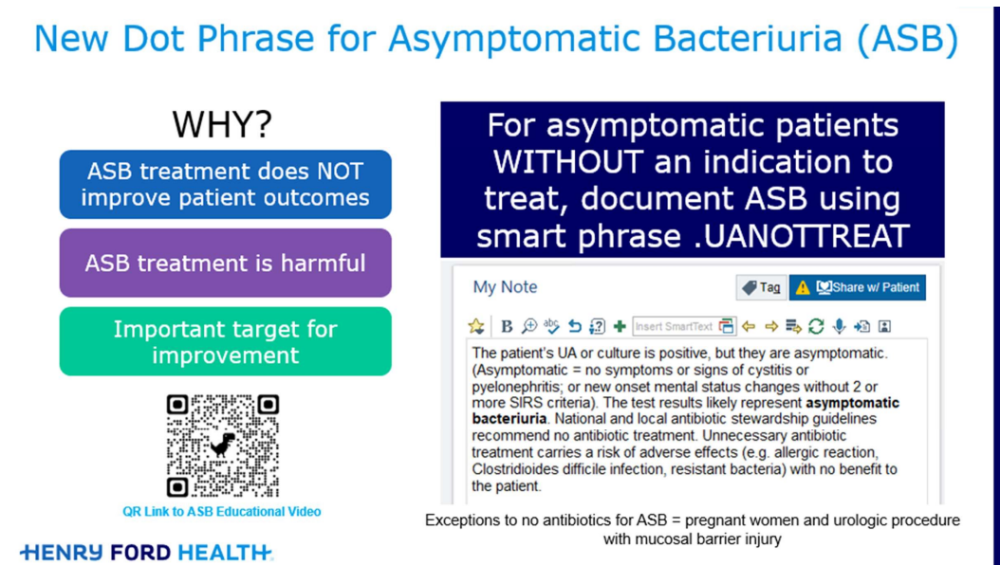 New Dot Phrase for Asymptomatic Bacteriuria (ASB)
WHY?
ASB treatment does NOT
improve patient outcomes
ASB treatment is harmful
Important target for
improvement
QR Link to ASB Educational Video
HENRY FORD HEALTH
For asymptomatic patients
WITHOUT an indication to
treat, document ASB using
smart phrase .UANOTTREAT
My Note
Tag
Share w/ Patient
B
abc
Insert SmartText
The patient's UA or culture is positive, but they are asymptomatic.
(Asymptomatic = no symptoms or signs of cystitis or
pyelonephritis; or new onset mental status changes without 2 or
more SIRS criteria). The test results likely represent asymptomatic
bacteriuria. National and local antibiotic stewardship guidelines
recommend no antibiotic treatment. Unnecessary antibiotic
treatment carries a risk of adverse effects (e.g. allergic reaction,
Clostridioides difficile infection, resistant bacteria) with no benefit to
the patient.
Exceptions to no antibiotics for ASB = pregnant women and urologic procedure
with mucosal barrier injury